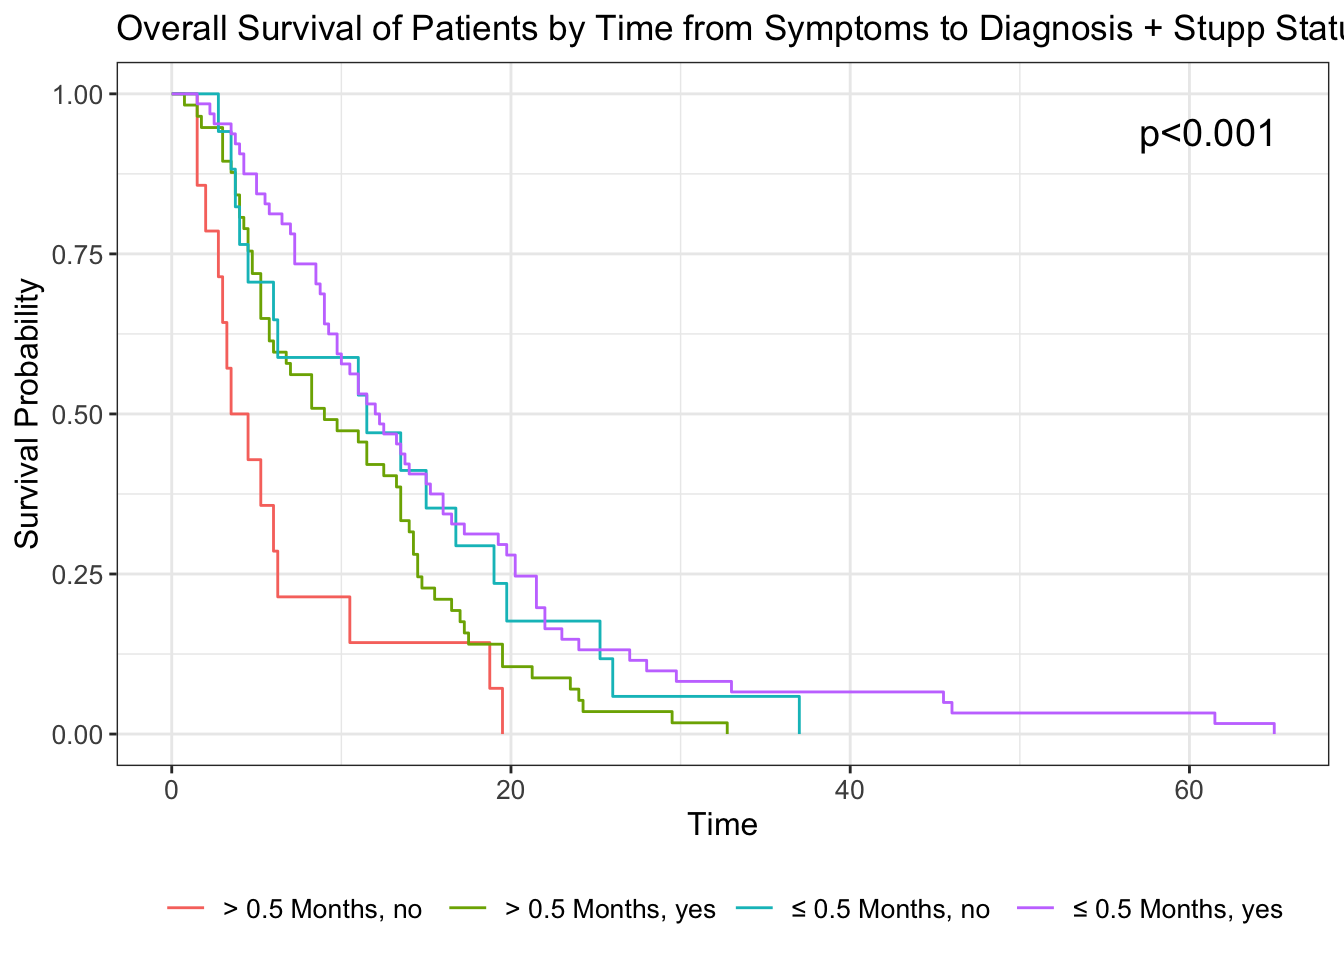 Overall Survival of Patients by Time from Symptoms to Diagnosis + Stupp Statu
p<0.001
1.00
0.75
0.50
0.25
0.00
Survival Probability
0 20 40 60
Time
> 0.5 Months, no > 0.5 Months, yes ≤ 0.5 Months, no ≤ 0.5 Months, yes